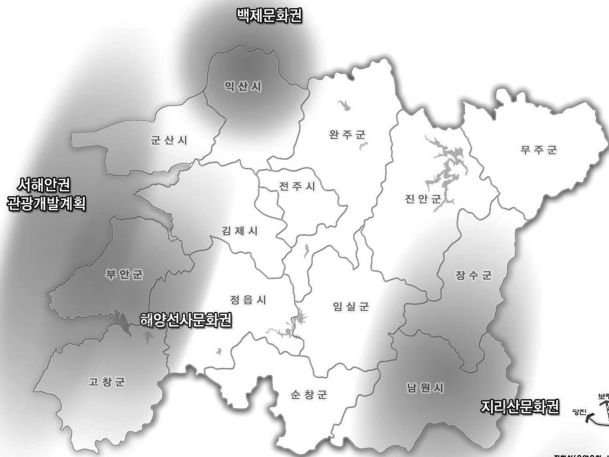 백제문화권
익산시
군산시
완주군
무주군
전주시
진안군
서해안권
관광개발계획
김제시
부안군
장수군
정읍시
임실군
해양선사문화권
고창군
순창군
남원시
지리산문화권
당진